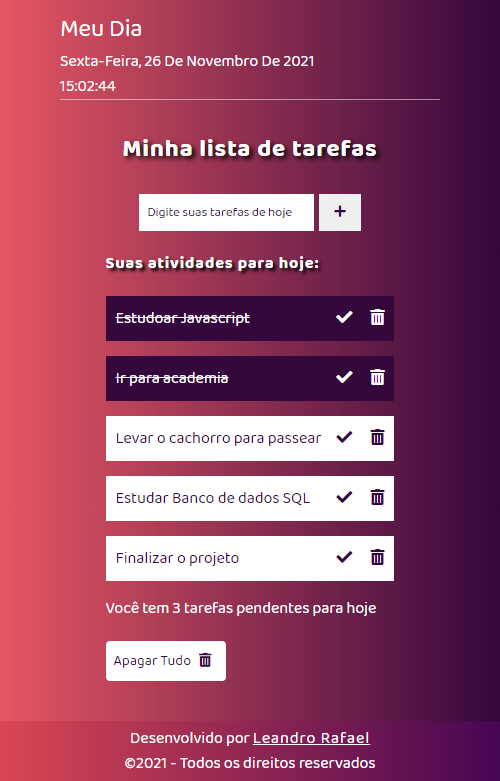 Meu Dia
Sexta-Feira, 26 De Novembro De 2021
15:02:44
Minha lista de tarefas
Digite suas tarefas de hoje
+
Suas atividades para hoje:
Estudoar Javascript
Ir para academia
Levar o cachorro para passear
Estudar Banco de dados SQL
Finalizar o projeto
Você tem 3 tarefas pendentes para hoje
Apagar Tudo
Desenvolvido por Leandro Rafael
©2021 - Todos os direitos reservados